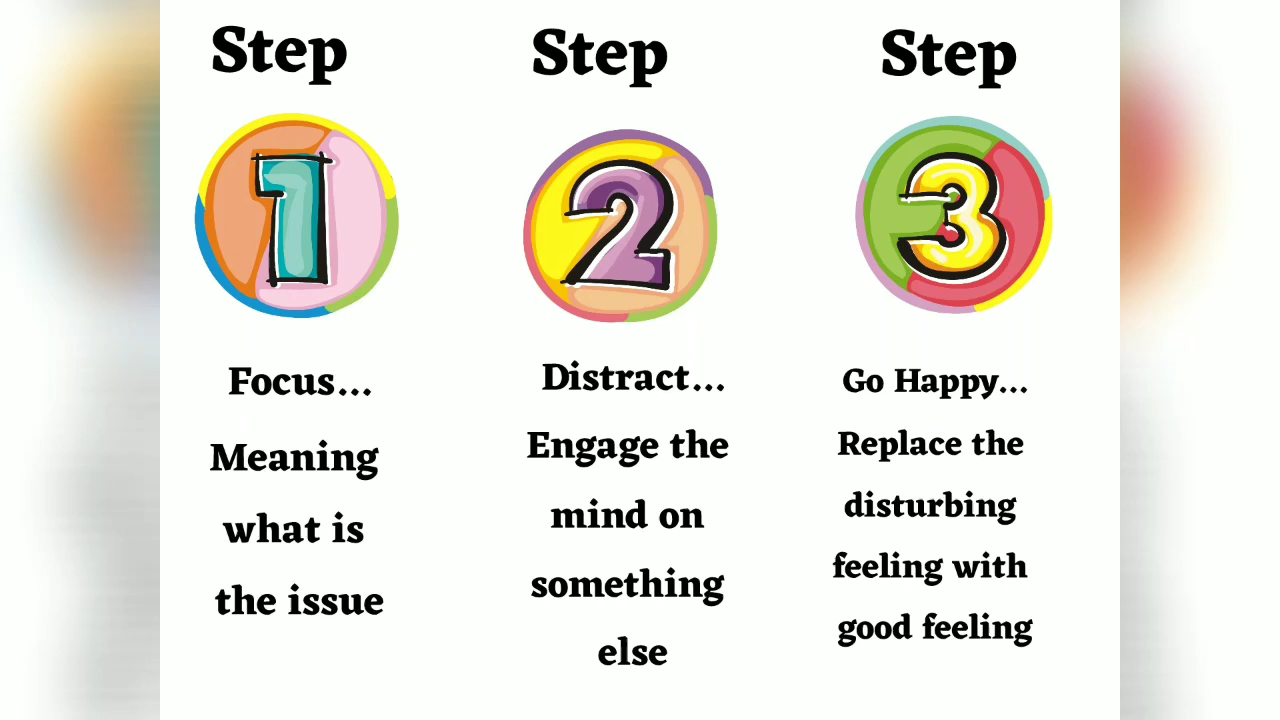 Step
1
Focus...
Meaning
what is
the issue
Step
2
Distract...
Engage the
mind on
something
else
Step
3
Go Happy...
Replace the
disturbing
feeling with
good feeling